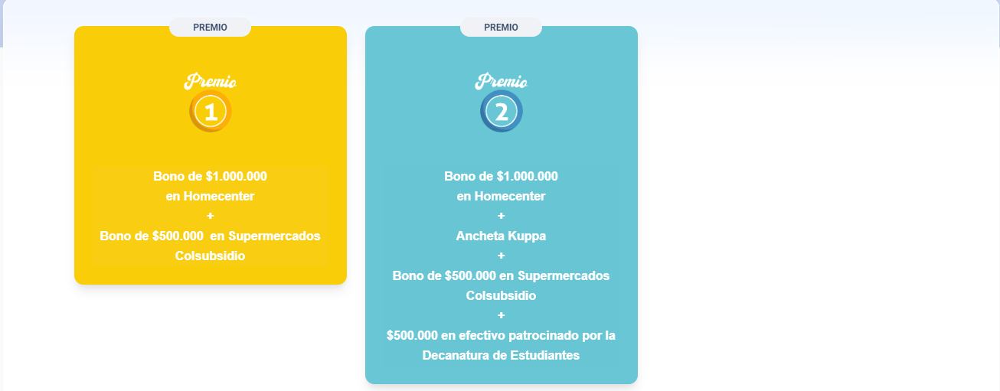 PREMIO
Premio
1
Bono de $1.000.000
en Homecenter
+
Bono de $500.000  en Supermercados
Colsubsidio
PREMIO
Premio
2
Bono de $1.000.000
en Homecenter
+
Ancheta Kuppa
+
Bono de $500.000 en Supermercados
Colsubsidio
+
$500.000 en efectivo patrocinado por la
Decanatura de Estudiantes